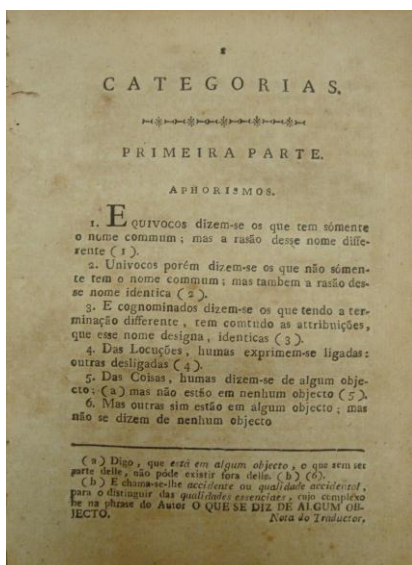 CATEGORIAS.
PRIMEIRA PARTE.
APHORISMOS.
1. EQUIVOCOS dizem-se os que tem sómente
o nome commum; mas a rasão desse nome diffe-
rente (1).
2. Univocos porém dizem-se os que não sómen-
te tem o nome commum; mas tambem a rasão des-
se nome identica (2).
3. E cognominados dizem-se os que tendo a ter-
minação differente, tem comtudo as attribuições,
que esse nome designa, identicas (3).
4. Das Locuções, humas exprimem-se ligadas:
outras desligadas (4).
5. Das Coisas, humas dizem-se de algum obje-
cto; (a) mas não estão em nenhum objecto (5).
6. Mas outras sim estão em algum objecto; mas
não se dizem de nenhum objecto
(a) Digo, que está em algum objecto, o que sem ser
parte delle, não póde existir fora delle. (b) (6).
(b) E chama-se-lhe accidente ou qualidade accidental,
para o distinguir das qualidades essenciaes, cujo compléxo
he na phrase do Autor O QUE SE DIZ DE ALGUM OB-
JECTO.
Nota do Traductor.